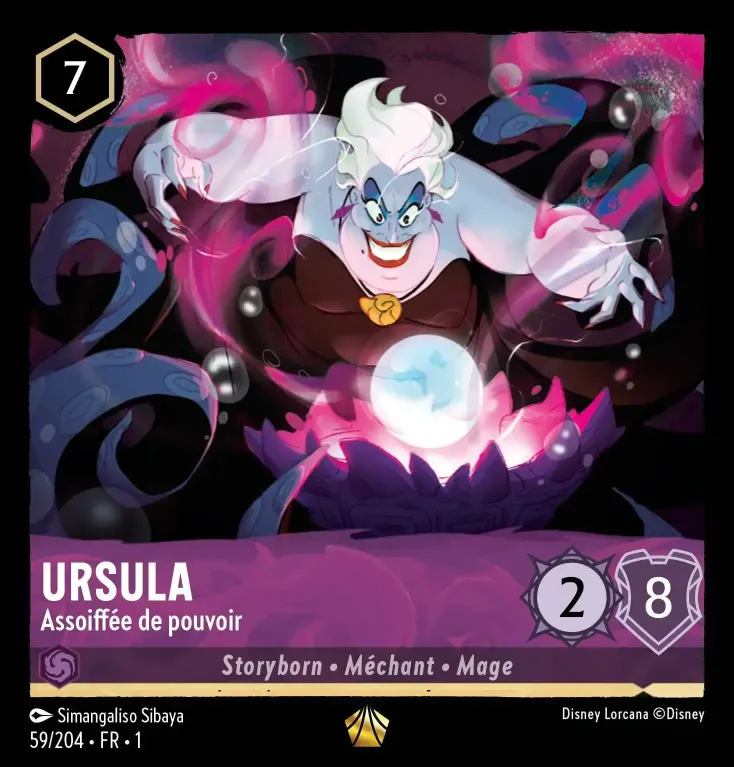 7
URSULA
Assoiffée de pouvoir
2
8
Storyborn • Méchant • Mage
Simangaliso Sibaya
Disney Lorcana ©Disney
59/204 • FR • 1